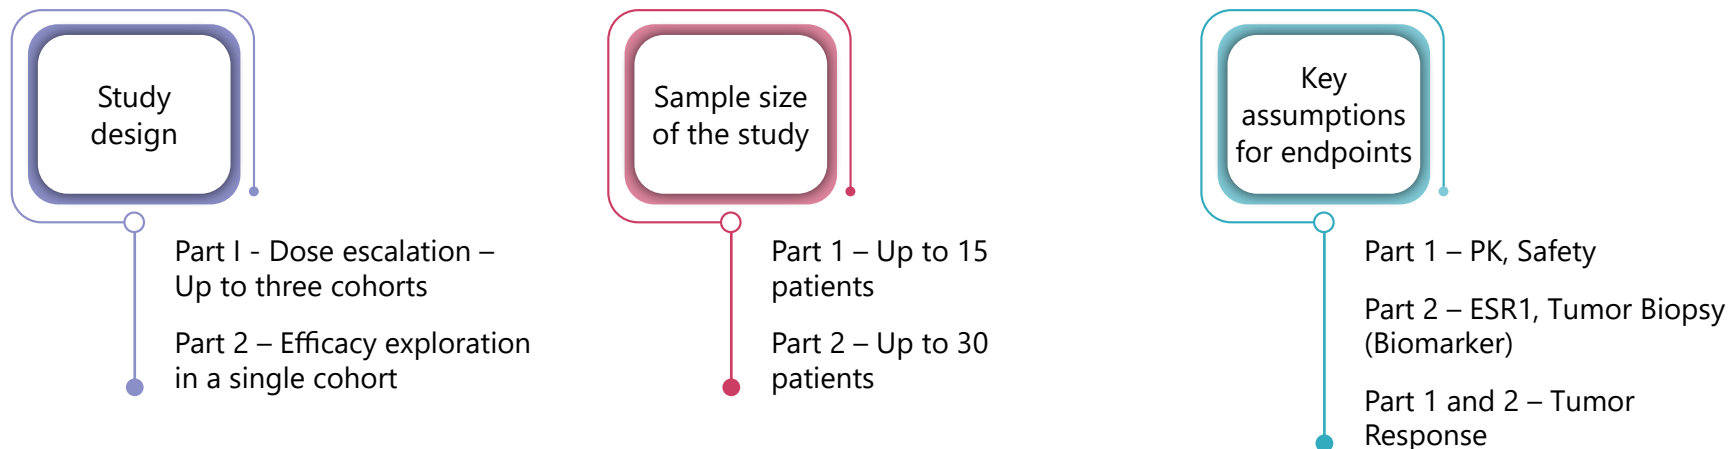 Study
design
Part I - Dose escalation –
Up to three cohorts
Part 2 – Efficacy exploration
in a single cohort
Sample size
of the study
Part 1 – Up to 15
patients
Part 2 – Up to 30
patients
Key
assumptions
for endpoints
Part 1 – PK, Safety
Part 2 – ESR1, Tumor Biopsy
(Biomarker)
Part 1 and 2 – Tumor
Response